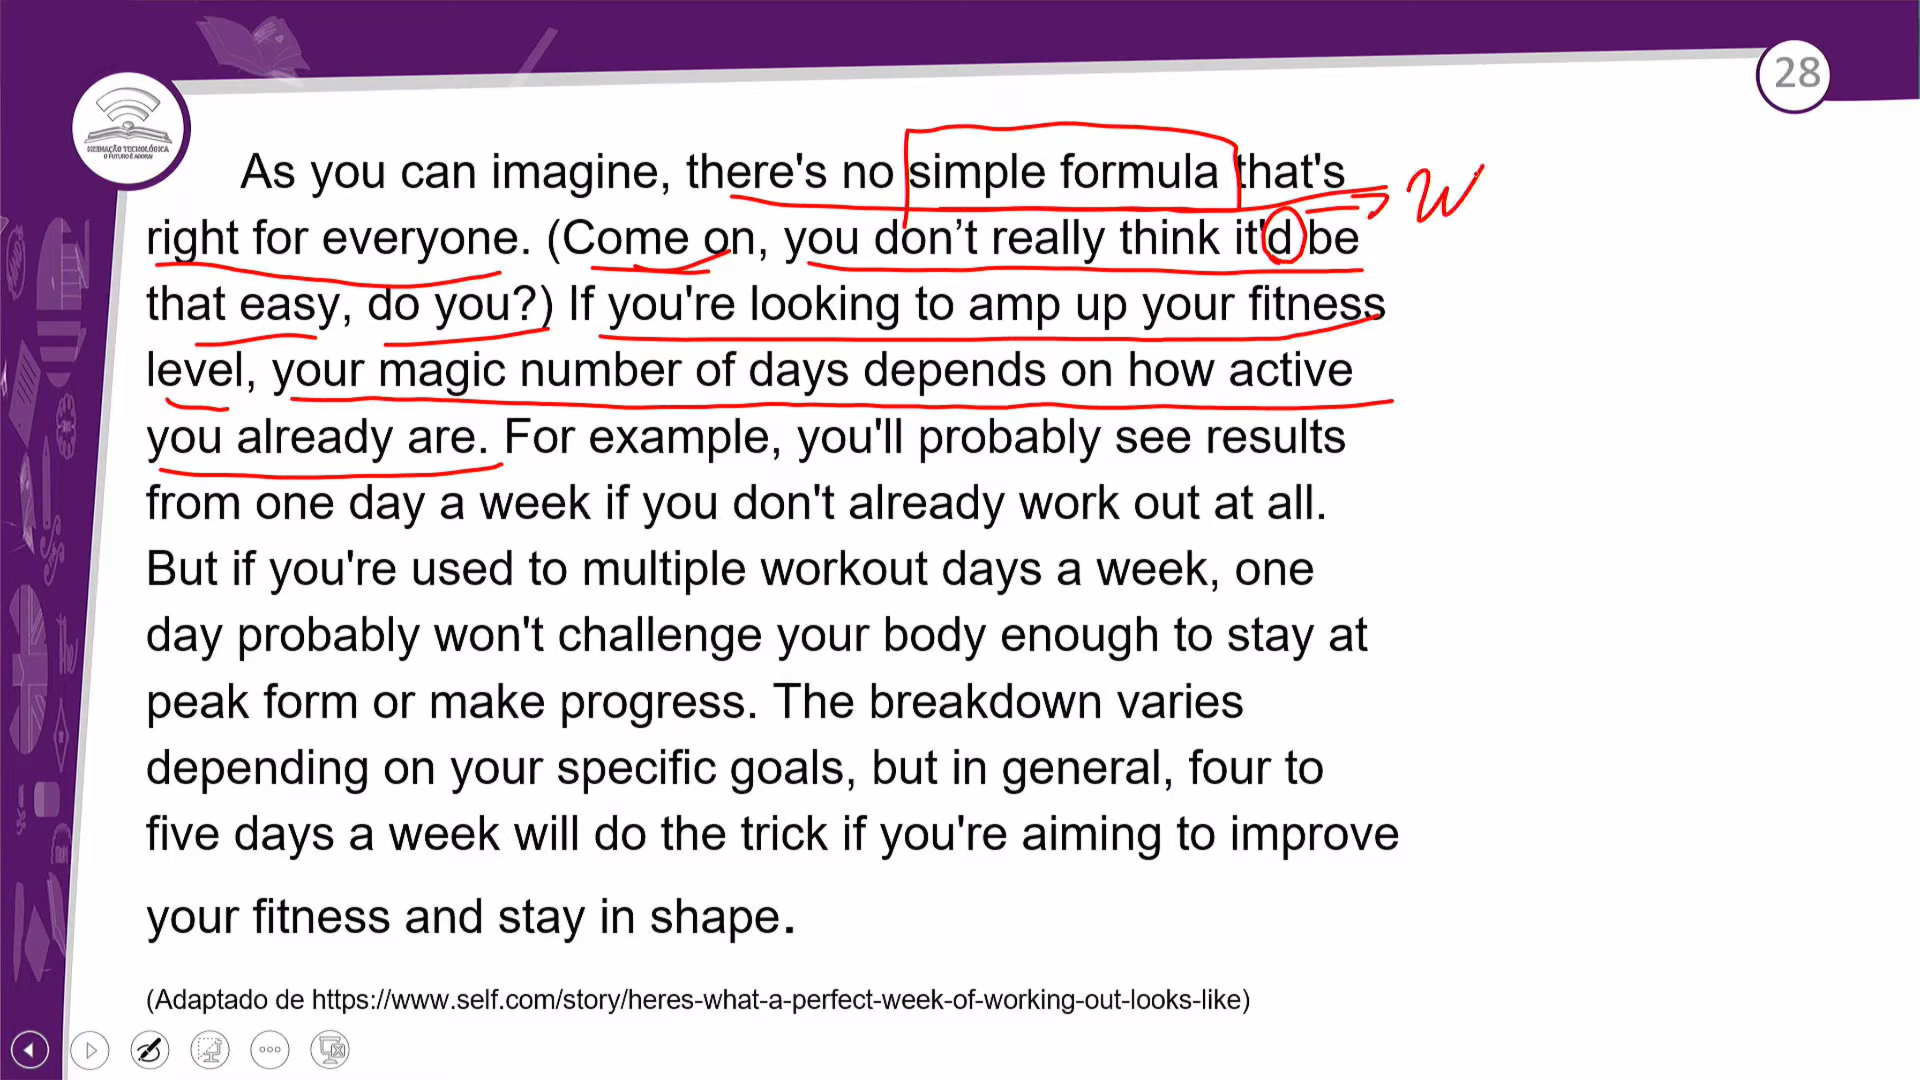 28
MEDIAÇÃO TECNOLÓGICA
O FUTURO É AGORA!
As you can imagine, there's no simple formula that's
W
right for everyone. (Come on, you don’t really think it'd be
that easy, do you?) If you're looking to amp up your fitness
level, your magic number of days depends on how active
you already are. For example, you'll probably see results
from one day a week if you don't already work out at all.
But if you're used to multiple workout days a week, one
day probably won't challenge your body enough to stay at
peak form or make progress. The breakdown varies
depending on your specific goals, but in general, four to
five days a week will do the trick if you're aiming to improve
your fitness and stay in shape.
(Adaptado de https://www.self.com/story/heres-what-a-perfect-week-of-working-out-looks-like)